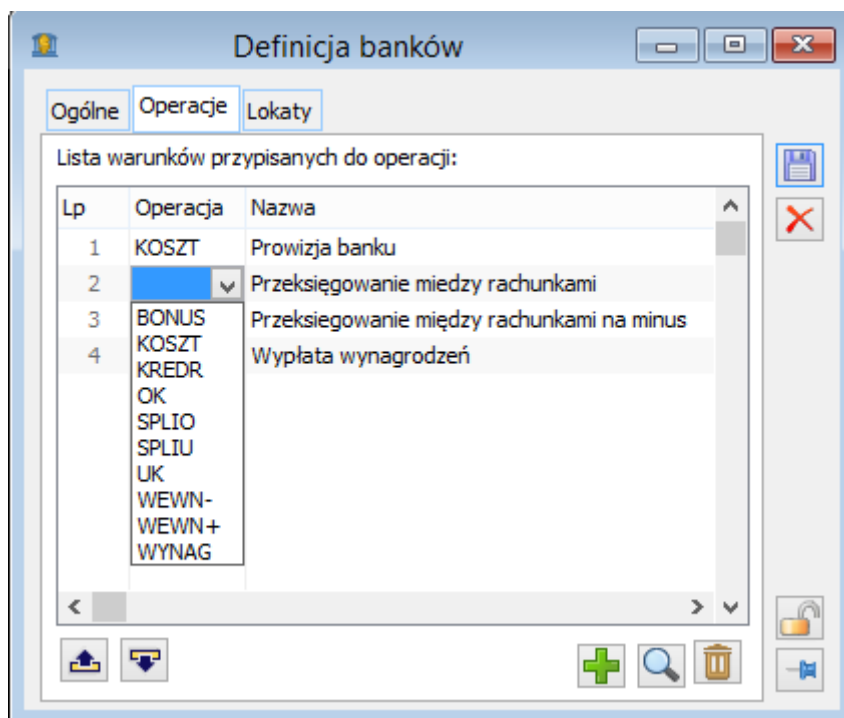 Definicja banków
Ogólne Operacje Lokaty
Lista warunków przypisanych do operacji:
Lp Operacja Nazwa
1 KOSZT Prowizja banku
2 Przeksięgowanie miedzy rachunkami
3 Przeksiegowanie między rachunkami na minus
4 Wypłata wynagrodzeń
BONUS
KOSZT
KREDR
OK
SPLIO
SPLIU
UK
WEWN-
WEWN+
WYNAG